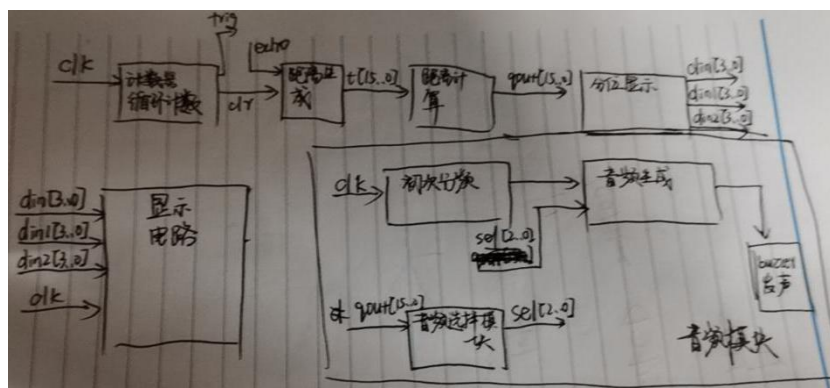 trig
clk
计数器
循环计数
clr
echo
距离生
成
t[15..0]
距离计
算
qout[15..0]
分位显示
din[3..0]
din1[3..0]
din2[3..0]
din[3..0]
din1[3..0]
din2[3..0]
clk
显示
电路
clk
初次分频
sel[2..0]
音频生成
buzzer
发声
qout[15..0]
音频选择模
块
sel[2..0]
音频模块